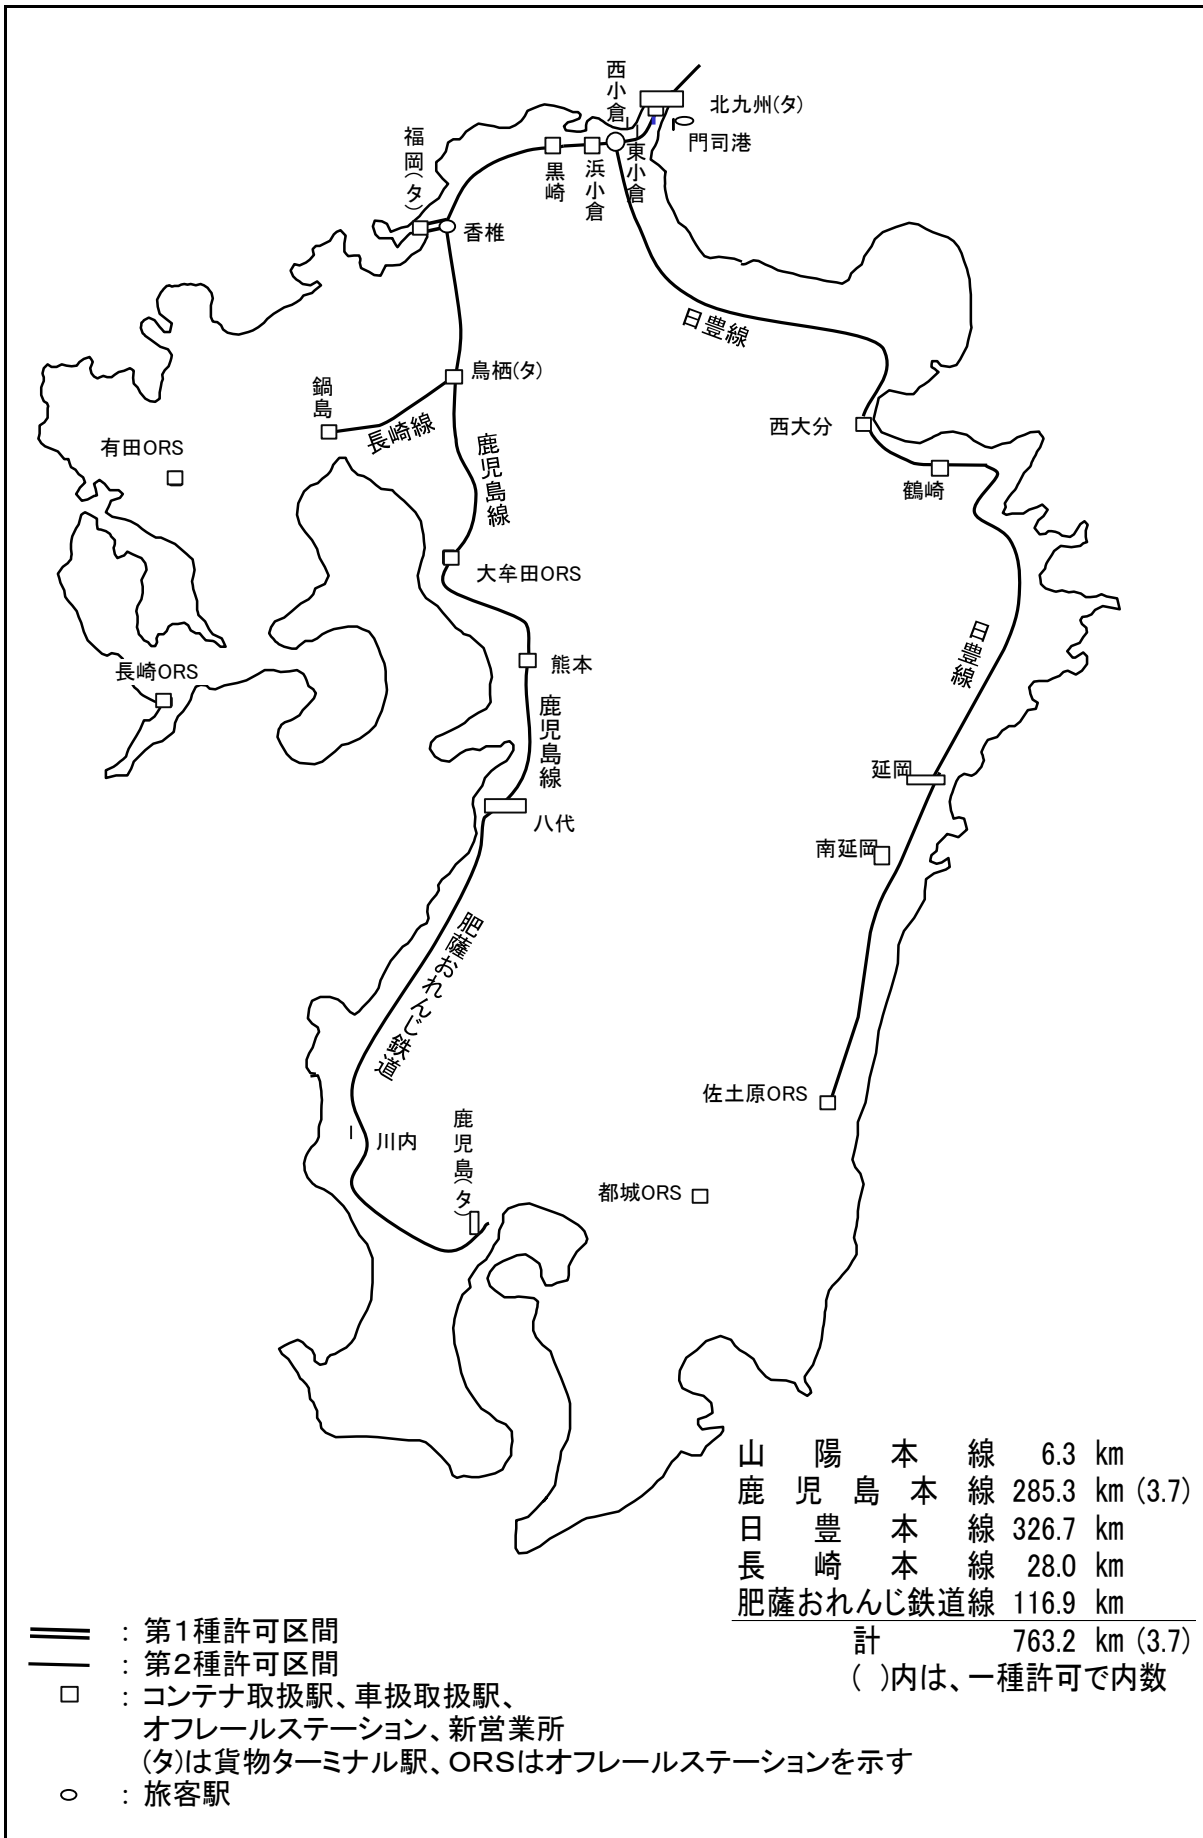 西小倉
北九州(タ)
門司港
福岡(タ)
黒崎
浜小倉
東小倉
香椎
日豊線
鳥栖(タ)
鍋島
長崎線
西大分
有田ORS
鹿児島線
鶴崎
大牟田ORS
日豊線
長崎ORS
熊本
鹿児島線
延岡
八代
南延岡
肥薩おれんじ鉄道
佐土原ORS
川内
鹿児島(タ)
都城ORS
山陽本線 6.3 km
鹿児島本線 285.3 km (3.7)
日豊本線 326.7 km
長崎本線 28.0 km
肥薩おれんじ鉄道線 116.9 km
計 763.2 km (3.7)
( )内は、一種許可で内数
: 第1種許可区間
: 第2種許可区間
: コンテナ取扱駅、車扱取扱駅、
オフレールステーション、新営業所
(タ)は貨物ターミナル駅、ORSはオフレールステーションを示す
: 旅客駅